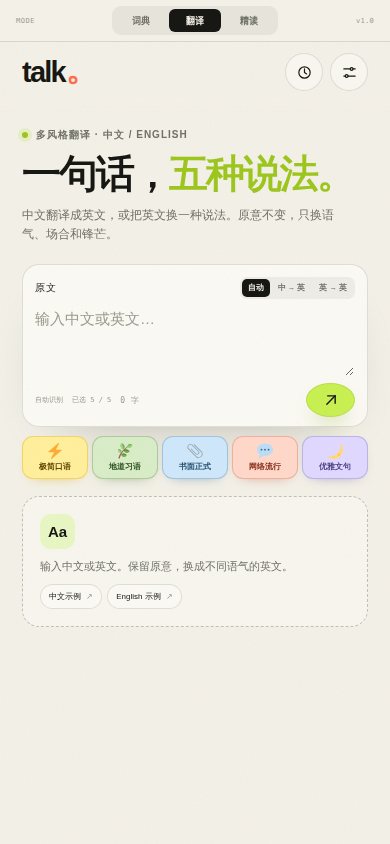 MODE 词典 翻译 精读 v1.0
talk
多风格翻译 · 中文 / ENGLISH
一句话，五种说法。
中文翻译成英文，或把英文换一种说法。原意不变，只换语
气、场合和锋芒。
原文 自动 中 → 英 英 → 英
输入中文或英文…
自动识别 已选 5 / 5 0 字
极简口语 地道习语 书面正式 网络流行 优雅文句
Aa
输入中文或英文。保留原意，换成不同语气的英文。
中文示例 ↗ English 示例 ↗